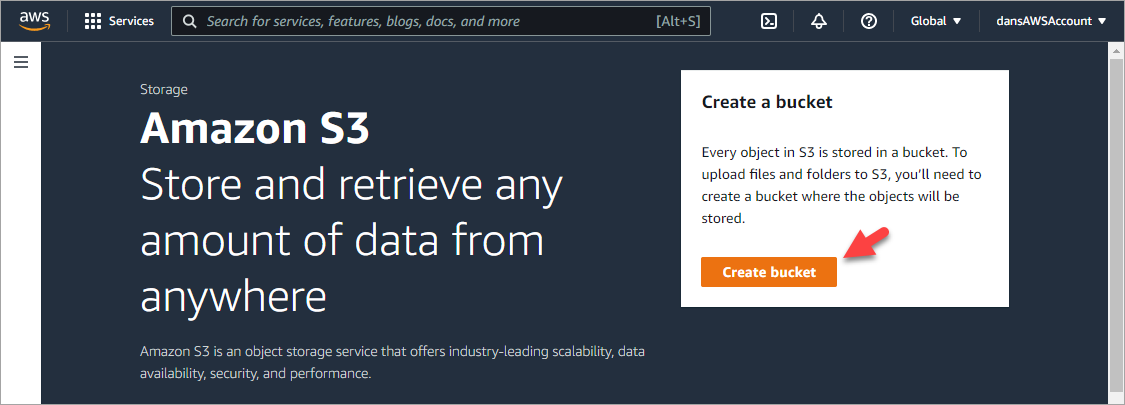 aws
Services
Search for services, features, blogs, docs, and more
[Alt+S]
Global
dansAWSAccount
Storage
Amazon S3
Store and retrieve any
amount of data from
anywhere
Amazon S3 is an object storage service that offers industry-leading scalability, data
availability, security, and performance.
Create a bucket
Every object in S3 is stored in a bucket. To
upload files and folders to S3, you’ll need to
create a bucket where the objects will be
stored.
Create bucket